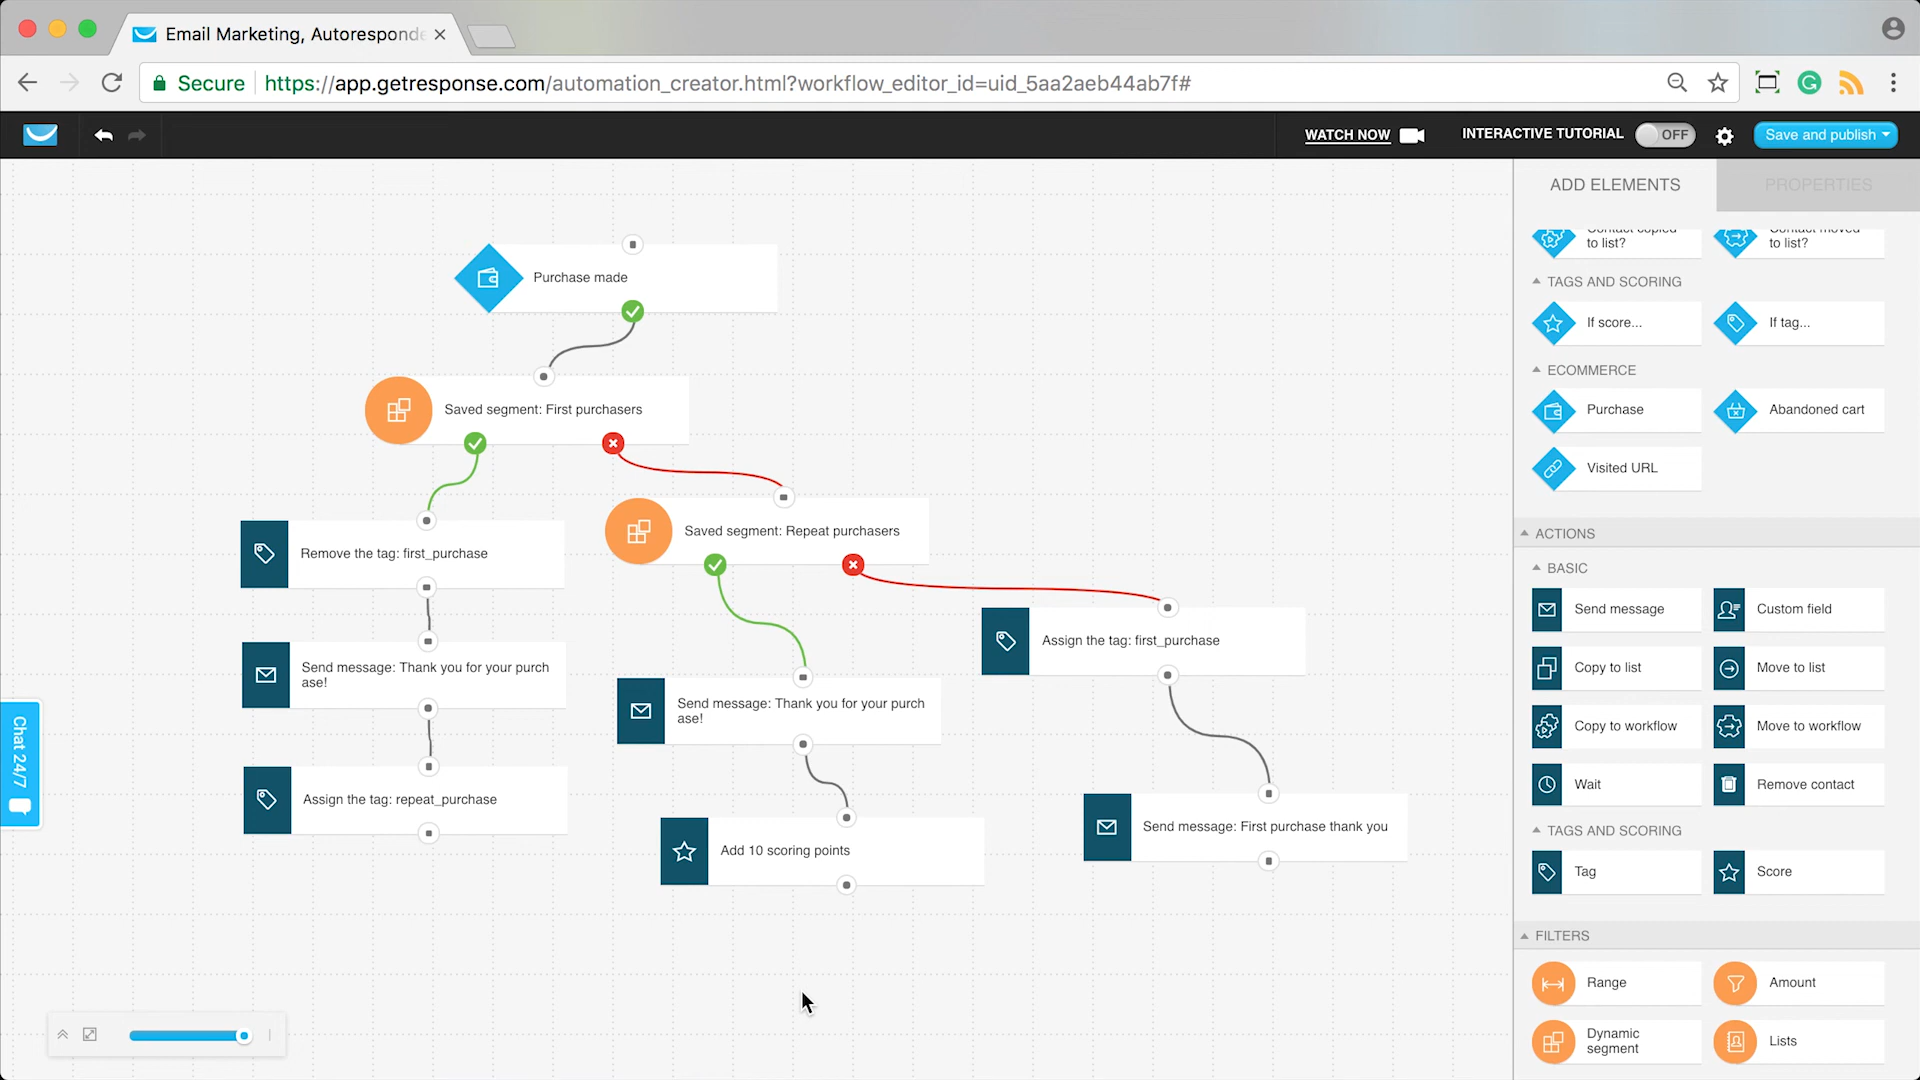 Email Marketing, Autoresponde
Secure
https://app.getresponse.com/automation_creator.html?workflow_editor_id=uid_5aa2aeb44ab7f#
WATCH NOW
INTERACTIVE TUTORIAL
OFF
Save and publish
ADD ELEMENTS
PROPERTIES
Purchase made
Saved segment: First purchasers
Saved segment: Repeat purchasers
Remove the tag: first_purchase
Send message: Thank you for your purch
ase!
Assign the tag: repeat_purchase
Send message: Thank you for your purch
ase!
Add 10 scoring points
Assign the tag: first_purchase
Send message: First purchase thank you
Chat 24/7
Contact copied
to list?
Contact moved
to list?
TAGS AND SCORING
If score...
If tag...
ECOMMERCE
Purchase
Abandoned cart
Visited URL
ACTIONS
BASIC
Send message
Custom field
Copy to list
Move to list
Copy to workflow
Move to workflow
Wait
Remove contact
TAGS AND SCORING
Tag
Score
FILTERS
Range
Amount
Dynamic
segment
Lists